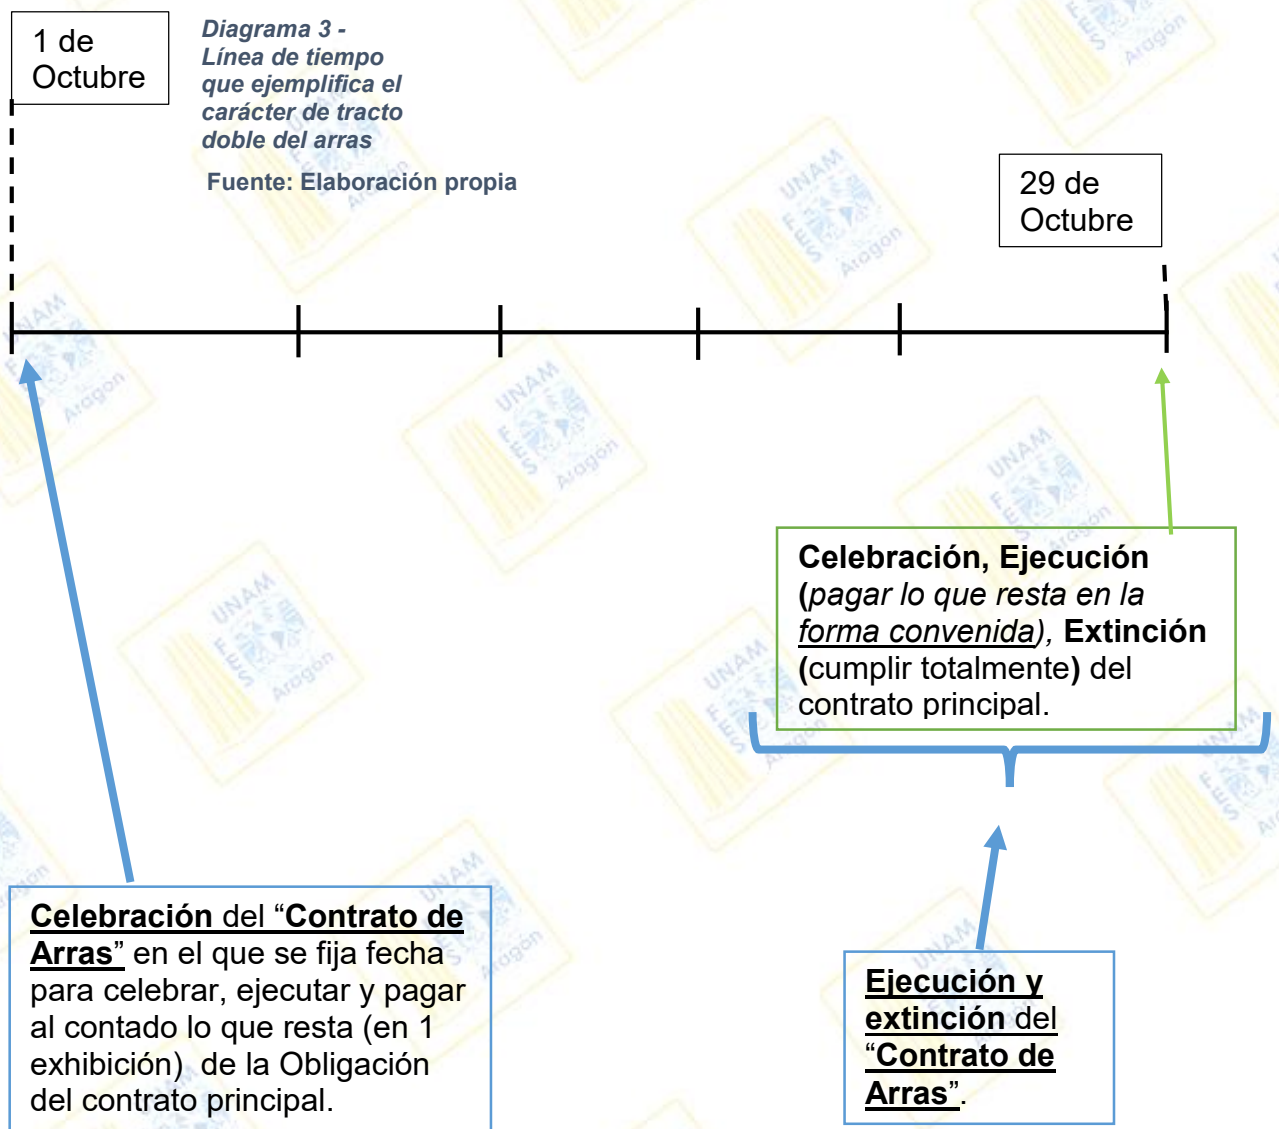 1 de
Octubre
Diagrama 3 -
Línea de tiempo
que ejemplifica el
carácter de tracto
doble del arras
Fuente: Elaboración propia
29 de
Octubre
Celebración, Ejecución
(pagar lo que resta en la
forma convenida), Extinción
(cumplir totalmente) del
contrato principal.
Celebración del “Contrato de
Arras” en el que se fija fecha
para celebrar, ejecutar y pagar
al contado lo que resta (en 1
exhibición) de la Obligación
del contrato principal.
Ejecución y
extinción del
“Contrato de
Arras”.
UNAM
FES
Aragón